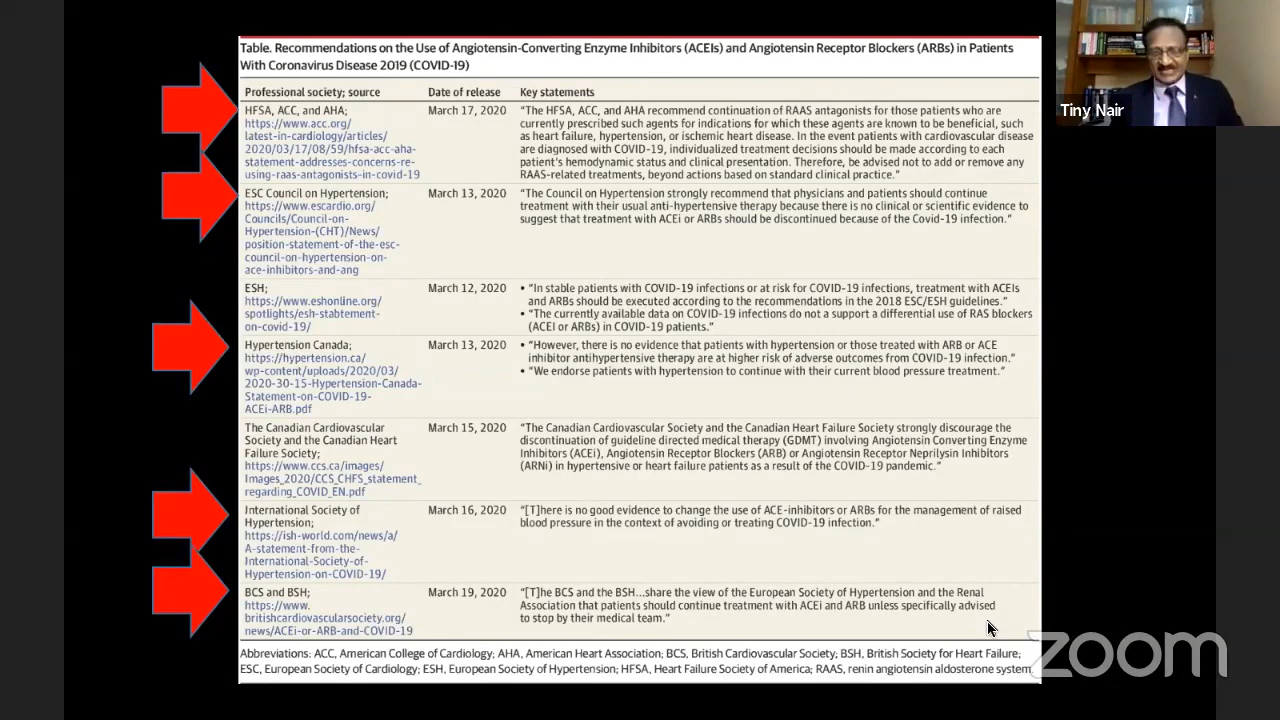 Table. Recommendations on the Use of Angiotensin-Converting Enzyme Inhibitors (ACEIs) and Angiotensin Receptor Blockers (ARBs) in Patients
With Coronavirus Disease 2019 (COVID-19)
Professional society; source
Date of release
Key statements
HFSA, ACC, and AHA;
https://www.acc.org/
latest-in-cardiology/articles/
2020/03/17/08/59/hfsa-acc-aha-
statement-addresses-concerns-re-
using-raas-antagonists-in-covid-19
March 17, 2020
“The HFSA, ACC, and AHA recommend continuation of RAAS antagonists for those patients who are
currently prescribed such agents for indications for which these agents are known to be beneficial, such
as heart failure, hypertension, or ischemic heart disease. In the event patients with cardiovascular disease
are diagnosed with COVID-19, individualized treatment decisions should be made according to each
patient's hemodynamic status and clinical presentation. Therefore, be advised not to add or remove any
RAAS-related treatments, beyond actions based on standard clinical practice.”
ESC Council on Hypertension;
https://www.escardio.org/
Councils/Council-on-
Hypertension-(CHT)/News/
position-statement-of-the-esc-
council-on-hypertension-on-
ace-inhibitors-and-ang
March 13, 2020
“The Council on Hypertension strongly recommend that physicians and patients should continue
treatment with their usual anti-hypertensive therapy because there is no clinical or scientific evidence to
suggest that treatment with ACEi or ARBs should be discontinued because of the Covid-19 infection.”
ESH;
https://www.eshonline.org/
spotlights/esh-stabtement-
on-covid-19/
March 12, 2020
• “In stable patients with COVID-19 infections or at risk for COVID-19 infections, treatment with ACEIs
and ARBs should be executed according to the recommendations in the 2018 ESC/ESH guidelines.”
• “The currently available data on COVID-19 infections do not a support a differential use of RAS blockers
(ACEI or ARBs) in COVID-19 patients.”
Hypertension Canada;
https://hypertension.ca/
wp-content/uploads/2020/03/
2020-30-15-Hypertension-Canada-
Statement-on-COVID-19-
ACEi-ARB.pdf
March 13, 2020
• “However, there is no evidence that patients with hypertension or those treated with ARB or ACE
inhibitor antihypertensive therapy are at higher risk of adverse outcomes from COVID-19 infection.”
• “We endorse patients with hypertension to continue with their current blood pressure treatment.”
The Canadian Cardiovascular
Society and the Canadian Heart
Failure Society;
https://www.ccs.ca/images/
Images_2020/CCS_CHFS_statement_
regarding_COVID_EN.pdf
March 15, 2020
“The Canadian Cardiovascular Society and the Canadian Heart Failure Society strongly discourage the
discontinuation of guideline directed medical therapy (GDMT) involving Angiotensin Converting Enzyme
Inhibitors (ACEi), Angiotensin Receptor Blockers (ARB) or Angiotensin Receptor Neprilysin Inhibitors
(ARNi) in hypertensive or heart failure patients as a result of the COVID-19 pandemic.”
International Society of
Hypertension;
https://ish-world.com/news/a/
A-statement-from-the-
International-Society-of-
Hypertension-on-COVID-19/
March 16, 2020
“[T]here is no good evidence to change the use of ACE-inhibitors or ARBs for the management of raised
blood pressure in the context of avoiding or treating COVID-19 infection.”
BCS and BSH;
https://www.
britishcardiovascularsociety.org/
news/ACEi-or-ARB-and-COVID-19
March 19, 2020
“[T]he BCS and the BSH...share the view of the European Society of Hypertension and the Renal
Association that patients should continue treatment with ACEi and ARB unless specifically advised
to stop by their medical team.”
Abbreviations: ACC, American College of Cardiology; AHA, American Heart Association; BCS, British Cardiovascular Society; BSH, British Society for Heart Failure;
ESC, European Society of Cardiology; ESH, European Society of Hypertension; HFSA, Heart Failure Society of America; RAAS, renin angiotensin aldosterone system
Tiny Nair
zoom